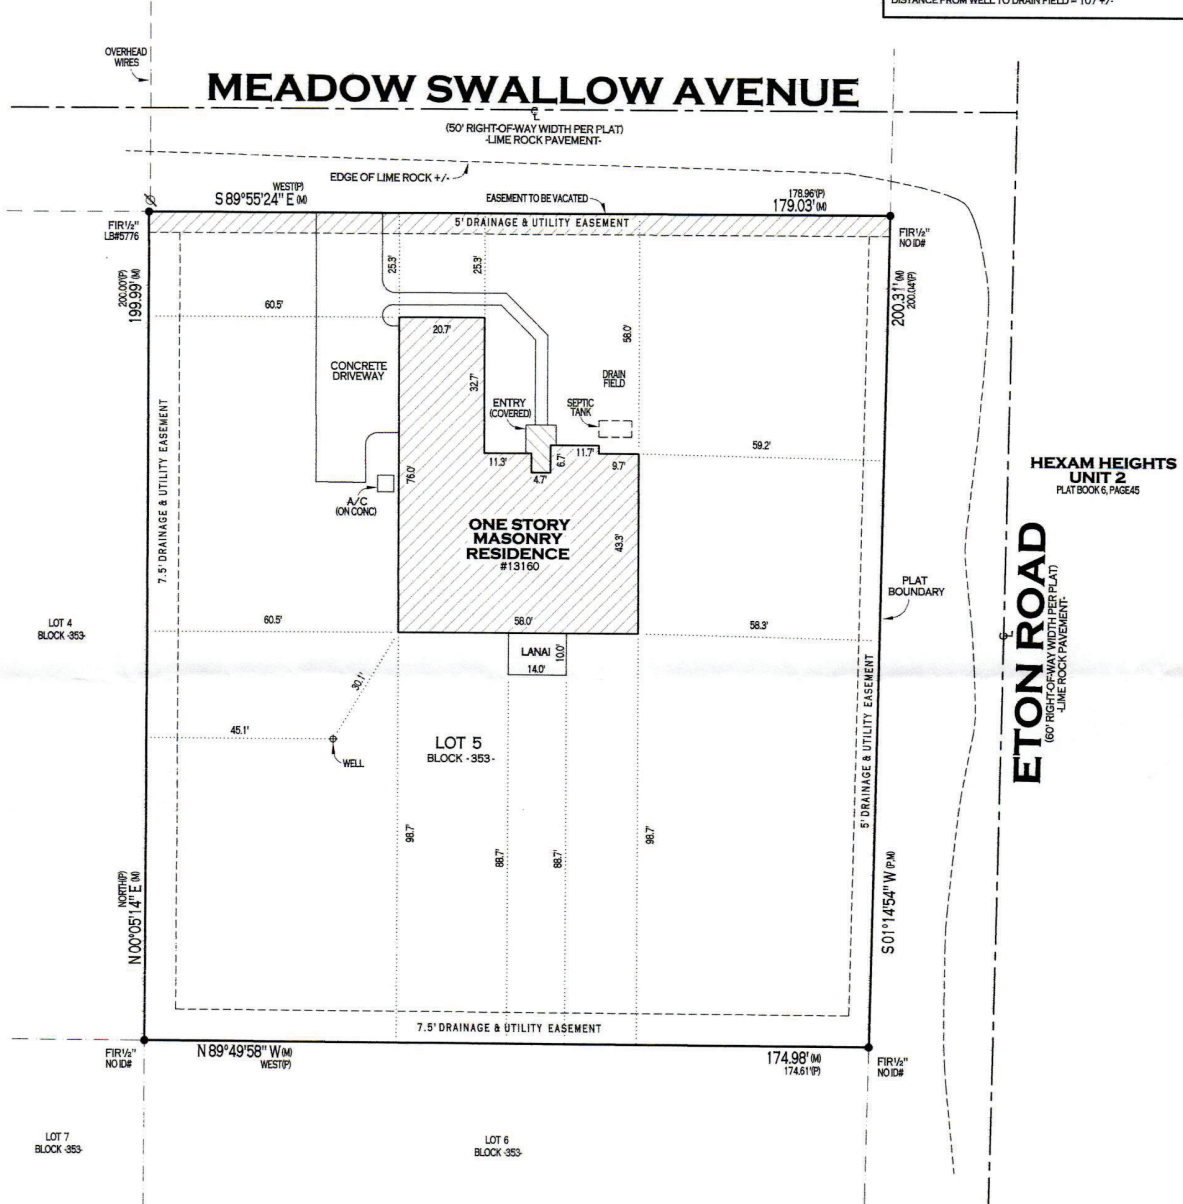 DISTANCE FROM WELL TO DRAIN FIELD = 107 +/-
OVERHEAD
WIRES
MEADOW SWALLOW AVENUE
℄
(50' RIGHT-OF-WAY WIDTH PER PLAT)
-LIME ROCK PAVEMENT-
EDGE OF LIME ROCK +/-
WEST(P)
S 89°55'24" E (M)
EASEMENT TO BE VACATED
178.96'(P)
179.03' (M)
5' DRAINAGE & UTILITY EASEMENT
FIR1/2"
LB#5776
FIR1/2"
NO ID#
200.00'(P)
199.99' (M)
200.31' (M)
200.04'(P)
25.3'
25.3'
60.5'
20.7'
58.0'
CONCRETE
DRIVEWAY
32.7'
DRAIN
FIELD
ENTRY
(COVERED)
SEPTIC
TANK
7.5' DRAINAGE & UTILITY EASEMENT
11.3'
6.7'
11.7'
4.7'
9.7'
59.2'
76.0'
A/C
(ON CONC)
HEXAM HEIGHTS
UNIT 2
PLAT BOOK 6, PAGE45
ONE STORY
MASONRY
RESIDENCE
#13160
43.3'
PLAT
BOUNDARY
ETON ROAD
(60' RIGHT-OF-WAY WIDTH PER PLAT)
-LIME ROCK PAVEMENT-
℄
LOT 4
BLOCK -353-
60.5'
58.0'
58.3'
LANAI
10.0'
14.0'
30.1'
45.1'
WELL
LOT 5
BLOCK -353-
5' DRAINAGE & UTILITY EASEMENT
98.7'
88.7'
88.7'
98.7'
NORTH(P)
N 00°05'14" E (M)
S 01°14'54" W (P,M)
7.5' DRAINAGE & UTILITY EASEMENT
FIR1/2"
NO ID#
N 89°49'58" W (M)
WEST(P)
174.98' (M)
174.61'(P)
FIR1/2"
NO ID#
LOT 7
BLOCK -353-
LOT 6
BLOCK -353-